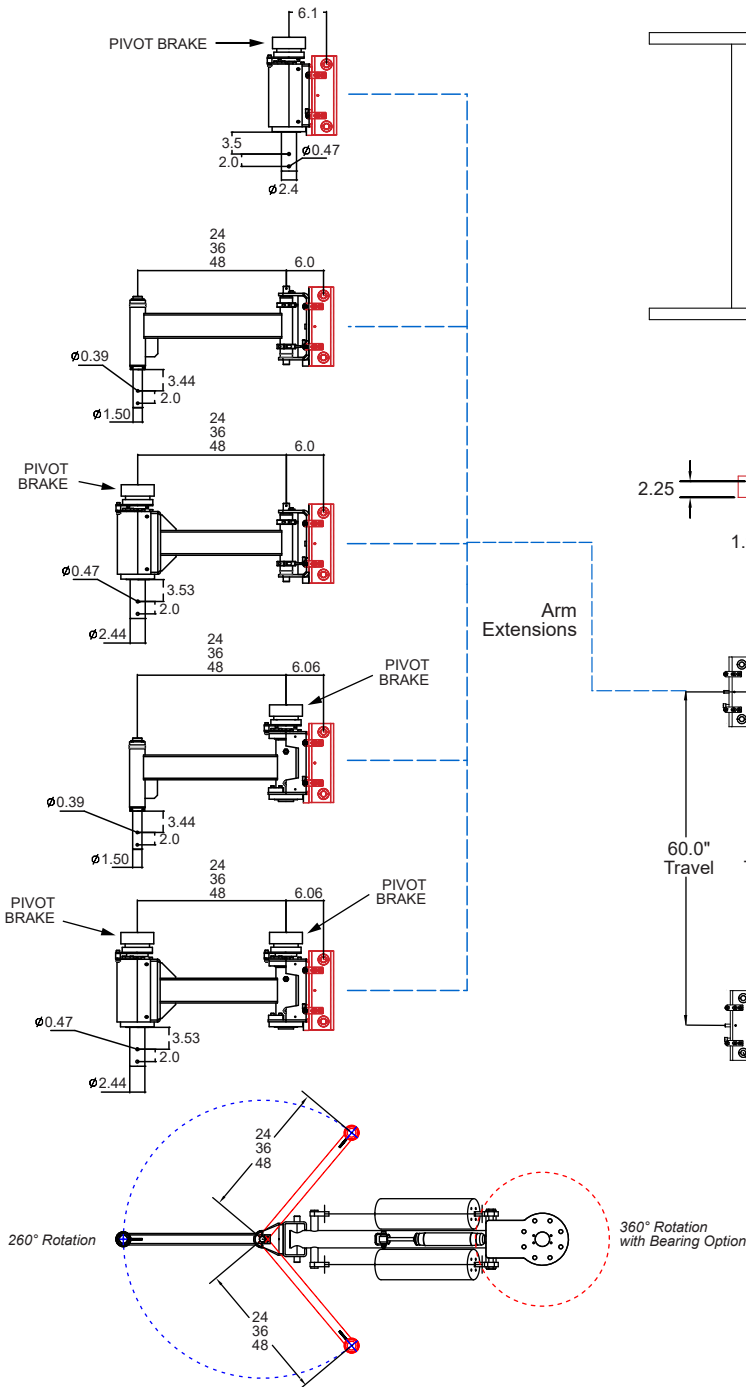 6.1
PIVOT BRAKE
3.5
2.0
Ø0.47
Ø2.4
24
36
48
6.0
Ø0.39
3.44
2.0
Ø1.50
24
36
48
6.0
PIVOT
BRAKE
Ø0.47
3.53
2.0
Ø2.44
24
36
48
6.06
PIVOT
BRAKE
Ø0.39
3.44
2.0
Ø1.50
24
36
48
6.06
PIVOT
BRAKE
PIVOT
BRAKE
Ø0.47
3.53
2.0
Ø2.44
2.25
1.
Arm
Extensions
60.0"
Travel
24
36
48
260° Rotation
360° Rotation
with Bearing Option
24
36
48